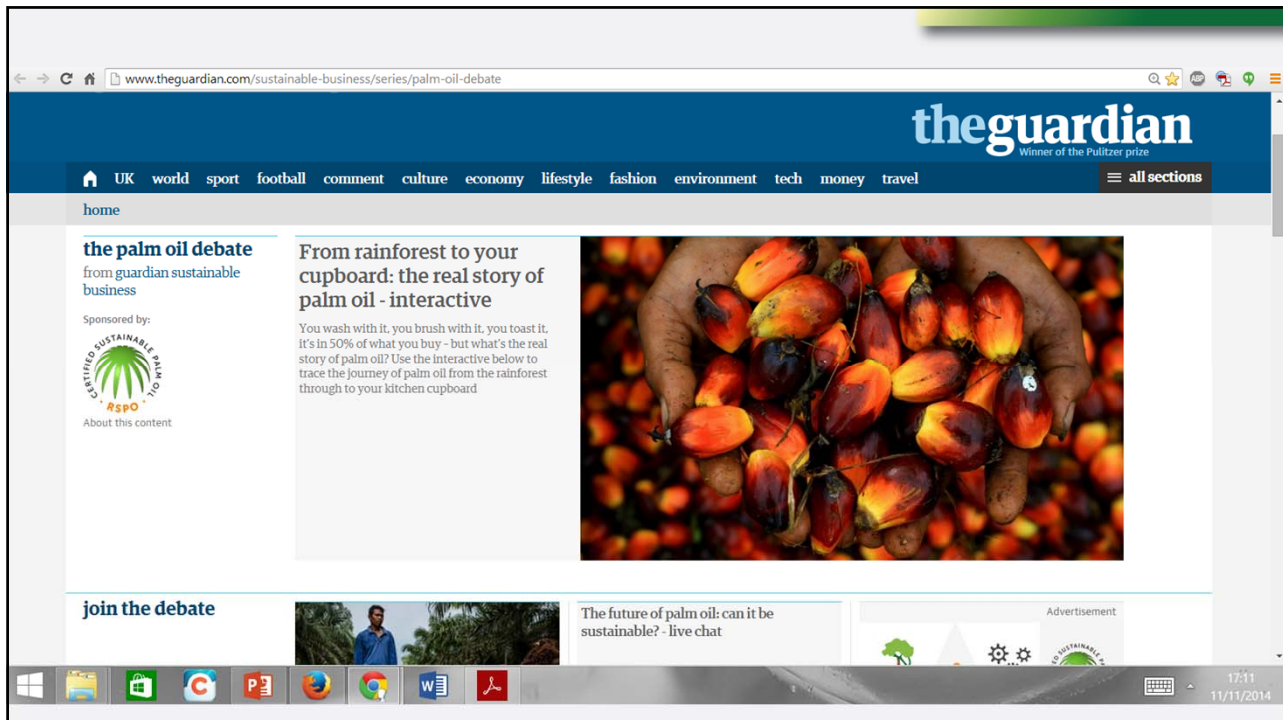 www.theguardian.com/sustainable-business/series/palm-oil-debate
ABP
theguardian
Winner of the Pulitzer prize
UK world sport football comment culture economy lifestyle fashion environment tech money travel
all sections
home
the palm oil debate
from guardian sustainable
business
Sponsored by:
CERTIFIED SUSTAINABLE PALM OIL
RSPO
About this content
From rainforest to your
cupboard: the real story of
palm oil - interactive
You wash with it, you brush with it, you toast it,
it's in 50% of what you buy – but what's the real
story of palm oil? Use the interactive below to
trace the journey of palm oil from the rainforest
through to your kitchen cupboard
join the debate
The future of palm oil: can it be
sustainable? - live chat
Advertisement
SUSTAINABLE
17:11
11/11/2014